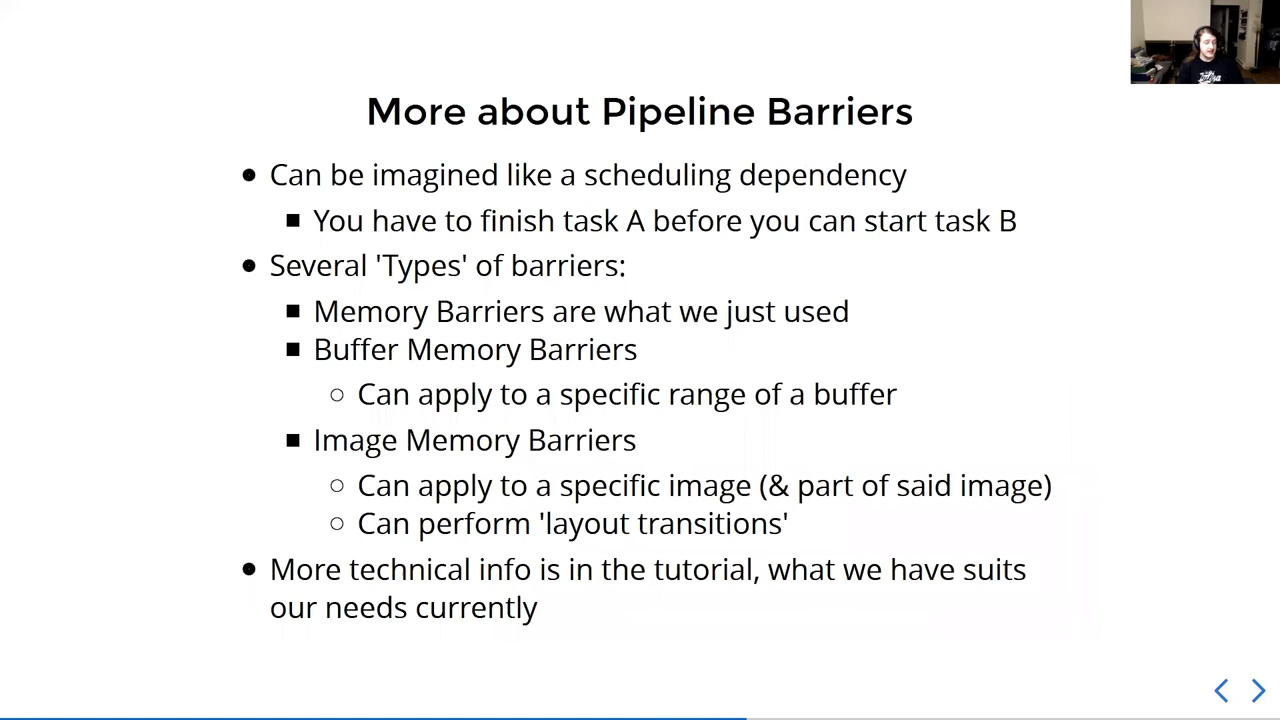 More about Pipeline Barriers
Can be imagined like a scheduling dependency
You have to finish task A before you can start task B
Several 'Types' of barriers:
Memory Barriers are what we just used
Buffer Memory Barriers
Can apply to a specific range of a buffer
Image Memory Barriers
Can apply to a specific image (& part of said image)
Can perform 'layout transitions'
More technical info is in the tutorial, what we have suits
our needs currently